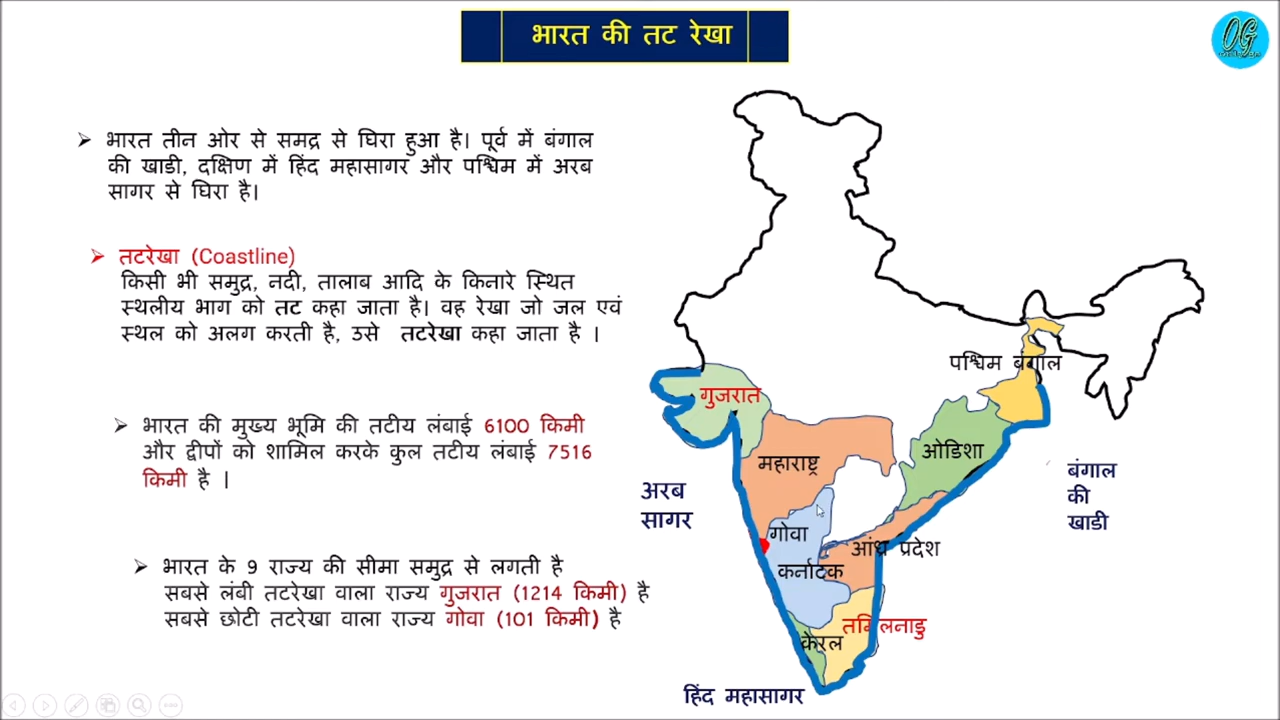 भारत की तट रेखा
OG
भारत तीन ओर से समद्र से घिरा हुआ है। पूर्व में बंगाल
की खाडी, दक्षिण में हिंद महासागर और पश्चिम में अरब
सागर से घिरा है।
तटरेखा (Coastline)
किसी भी समुद्र, नदी, तालाब आदि के किनारे स्थित
स्थलीय भाग को तट कहा जाता है। वह रेखा जो जल एवं
स्थल को अलग करती है, उसे तटरेखा कहा जाता है ।
भारत की मुख्य भूमि की तटीय लंबाई 6100 किमी
और द्वीपों को शामिल करके कुल तटीय लंबाई 7516
किमी है ।
भारत के 9 राज्य की सीमा समुद्र से लगती है
सबसे लंबी तटरेखा वाला राज्य गुजरात (1214 किमी) है
सबसे छोटी तटरेखा वाला राज्य गोवा (101 किमी) है
पश्चिम बंगाल
गुजरात
ओडिशा
महाराष्ट्र
अरब
सागर
बंगाल
की
खाडी
गोवा
आंध्र प्रदेश
कर्नाटक
तमिलनाडु
केरल
हिंद महासागर